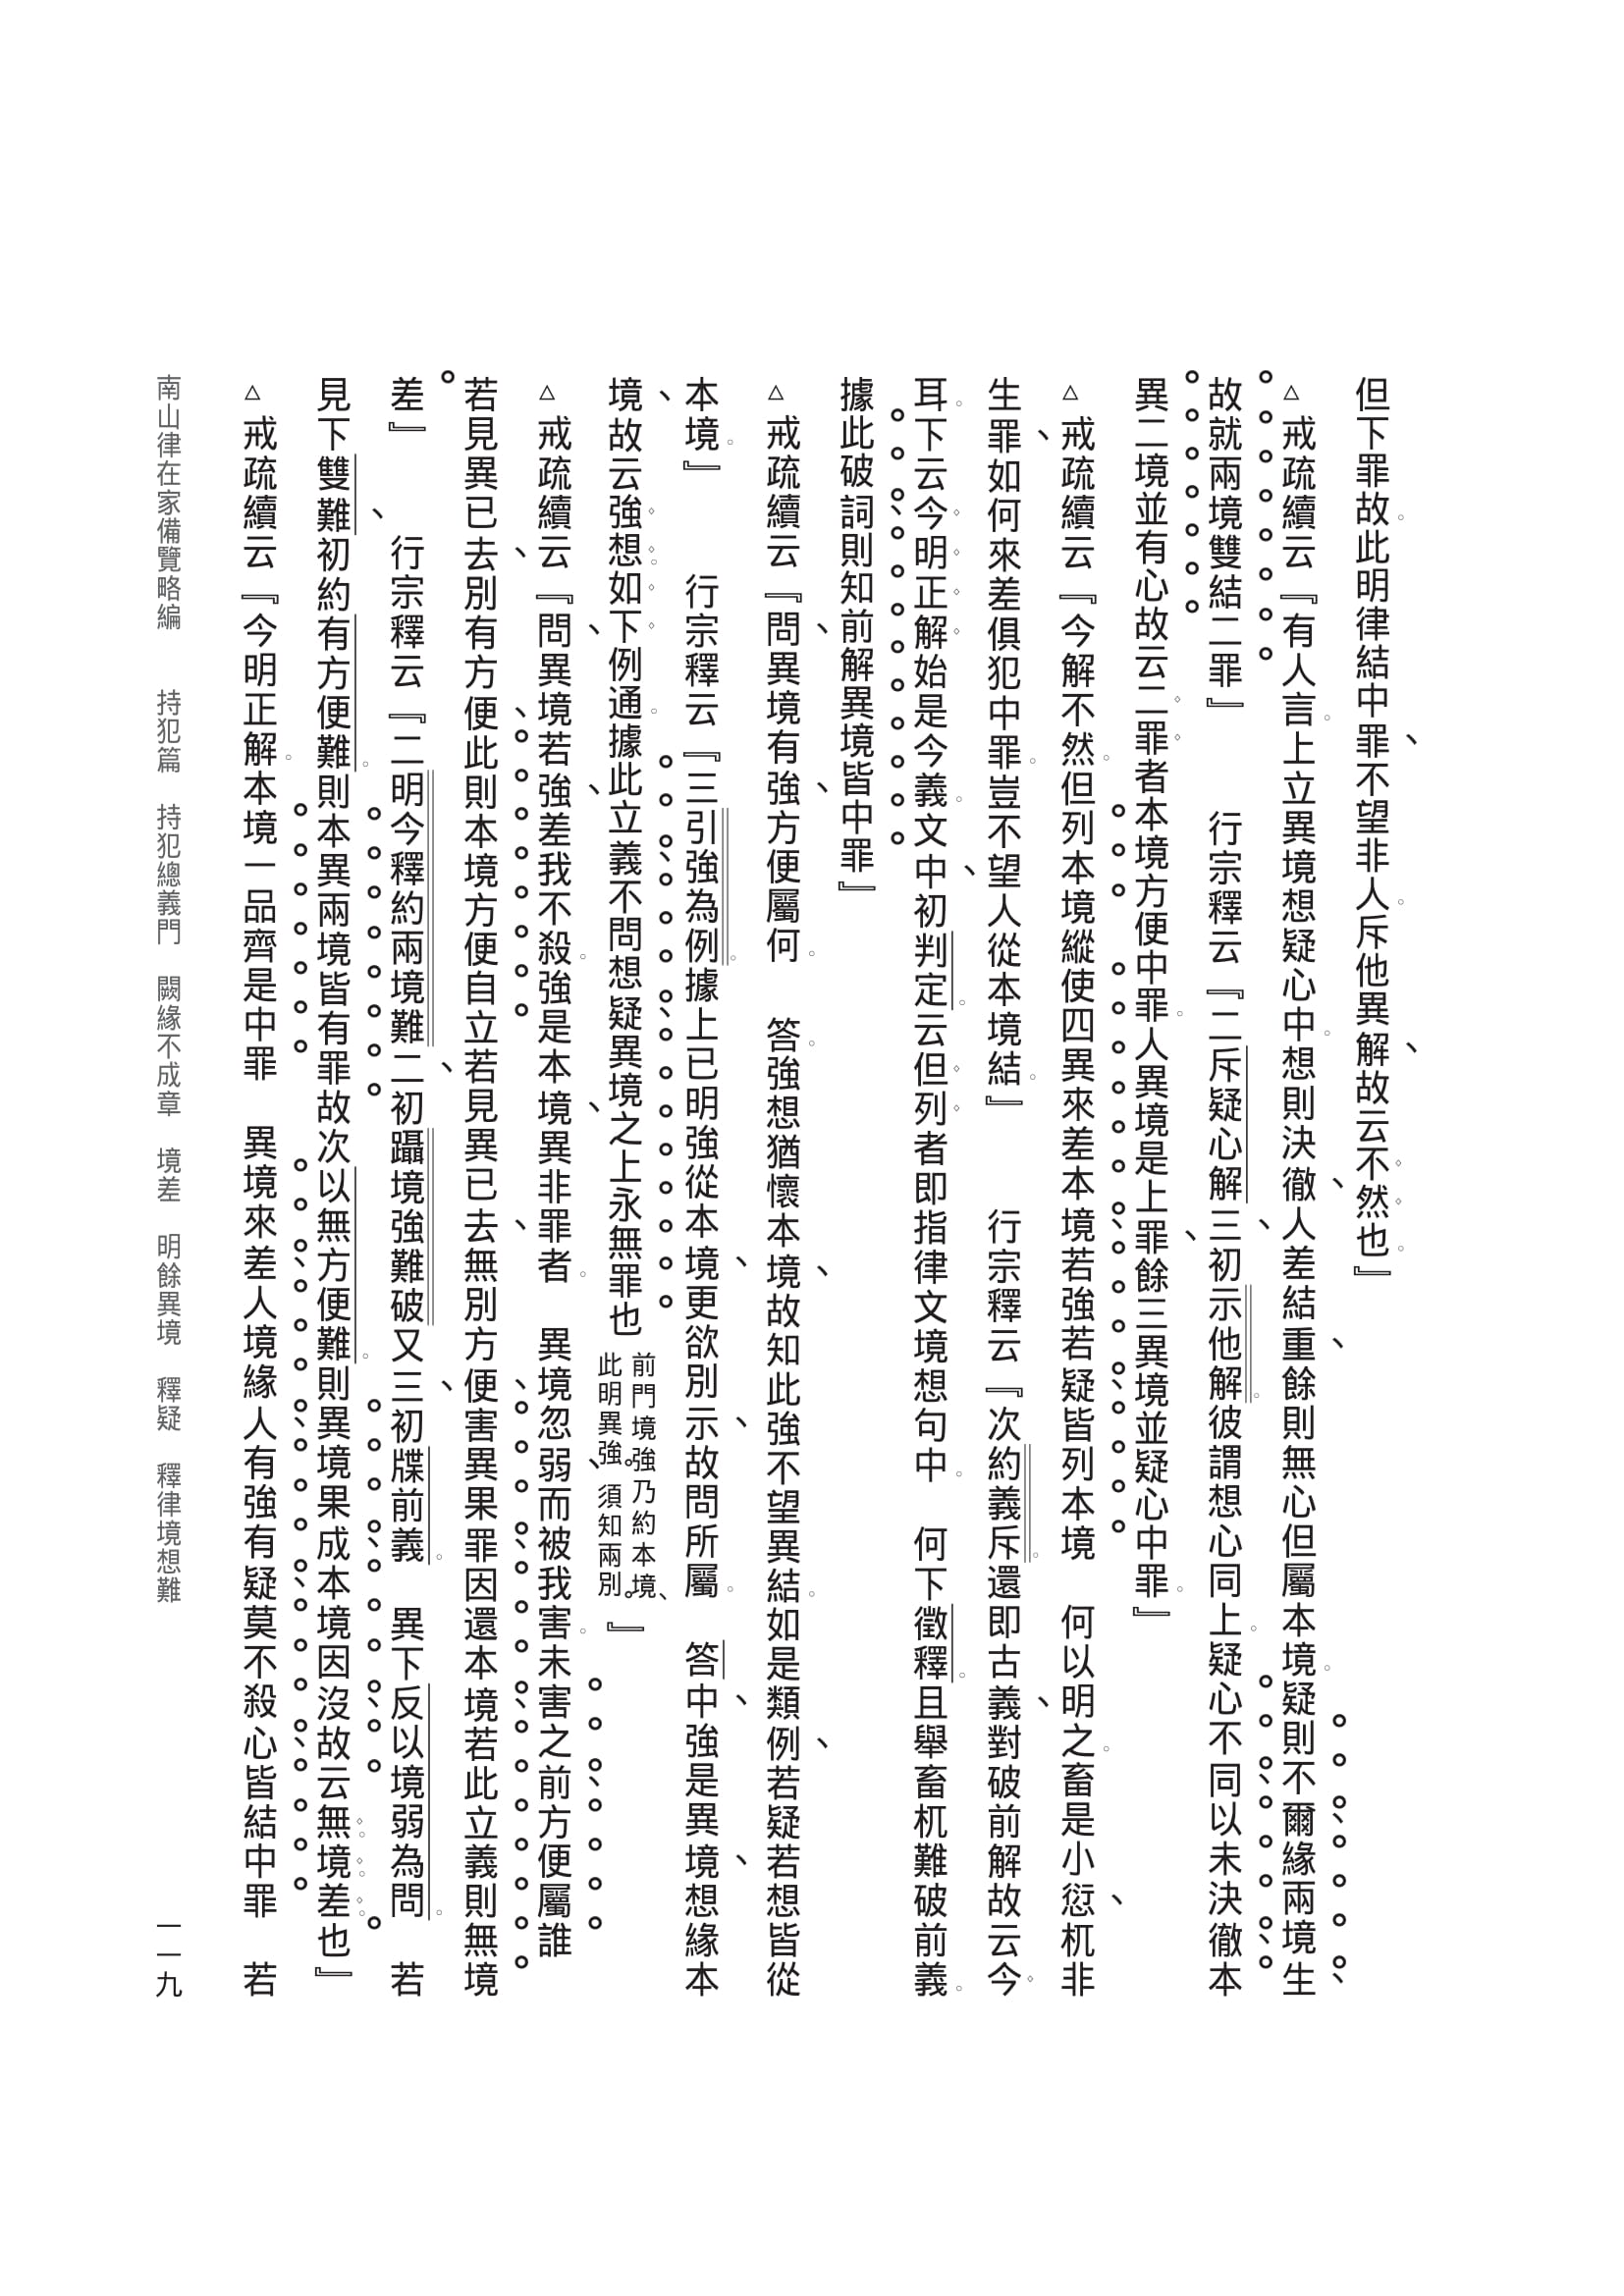 但下罪故此明律結中罪不望非人斥他異解故云不然也』
△戒疏續云『有人言上立異境想疑心中想則決徹人差結重餘則無心但屬本境疑則不爾緣兩境生
故就兩境雙結二罪』　行宗釋云『二斥疑心解三初示他解彼謂想心同上疑心不同以未決徹本
異二境並有心故云二罪者本境方便中罪人異境是上罪餘三異境並疑心中罪』
△戒疏續云『今解不然但列本境縱使四異來差本境若強若疑皆列本境　何以明之畜是小愆杌非
生罪如何來差俱犯中罪豈不望人從本境結』　行宗釋云『次約義斥還即古義對破前解故云今
耳下云今明正解始是今義文中初判定云但列者即指律文境想句中　何下徵釋且舉畜杌難破前義
據此破詞則知前解異境皆中罪』
△戒疏續云『問異境有強方便屬何　答強想猶懷本境故知此強不望異結如是類例若疑若想皆從
本境』　行宗釋云『三引強為例據上已明強從本境更欲別示故問所屬　答中強是異境想緣本
境故云強想如下例通據此立義不問想疑異境之上永無罪也前門境強乃約本境此明異強須知兩別』
△戒疏續云『問異境若強差我不殺強是本境異非罪者　異境忽弱而被我害未害之前方便屬誰
若見異已去別有方便此則本境方便自立若見異已去無別方便害異果罪因還本境若此立義則無境
差』　行宗釋云『二明今釋約兩境難二初躡境強難破又三初牒前義　異下反以境弱為問　若
見下雙難初約有方便難則本異兩境皆有罪故次以無方便難則異境果成本境因沒故云無境差也』
△戒疏續云『今明正解本境一品齊是中罪　異境來差人境緣人有強有疑莫不殺心皆結中罪　若
南山律在家備覽略編　持犯篇　持犯總義門　闕緣不成章　境差　明餘異境　釋疑　釋律境想難
一一九